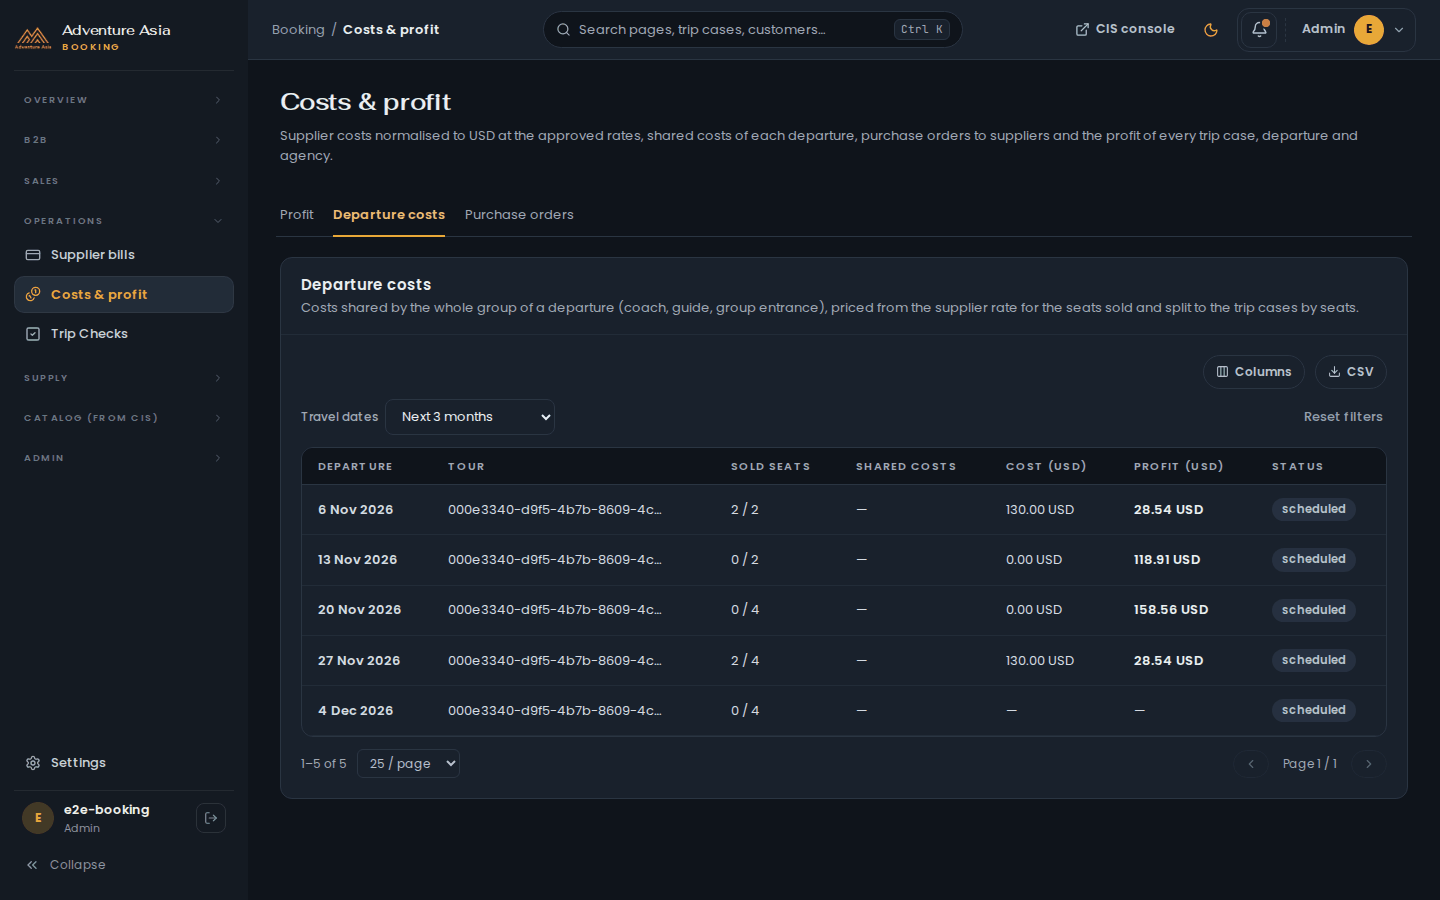 Adventure Asia
BOOKING
Adventure Asia
Booking / Costs & profit
Search pages, trip cases, customers...
Ctrl K
CIS console
Admin
E
OVERVIEW
B2B
SALES
OPERATIONS
Supplier bills
Costs & profit
Trip Checks
SUPPLY
CATALOG (FROM CIS)
ADMIN
Settings
E
e2e-booking
Admin
Collapse
Costs & profit
Supplier costs normalised to USD at the approved rates, shared costs of each departure, purchase orders to suppliers and the profit of every trip case, departure and
agency.
Profit
Departure costs
Purchase orders
Departure costs
Costs shared by the whole group of a departure (coach, guide, group entrance), priced from the supplier rate for the seats sold and split to the trip cases by seats.
Columns
CSV
Travel dates
Next 3 months
Reset filters
DEPARTURE TOUR SOLD SEATS SHARED COSTS COST (USD) PROFIT (USD) STATUS
6 Nov 2026 000e3340-d9f5-4b7b-8609-4c... 2 / 2 — 130.00 USD 28.54 USD scheduled
13 Nov 2026 000e3340-d9f5-4b7b-8609-4c... 0 / 2 — 0.00 USD 118.91 USD scheduled
20 Nov 2026 000e3340-d9f5-4b7b-8609-4c... 0 / 4 — 0.00 USD 158.56 USD scheduled
27 Nov 2026 000e3340-d9f5-4b7b-8609-4c... 2 / 4 — 130.00 USD 28.54 USD scheduled
4 Dec 2026 000e3340-d9f5-4b7b-8609-4c... 0 / 4 — — — scheduled
1–5 of 5
25 / page
Page 1 / 1